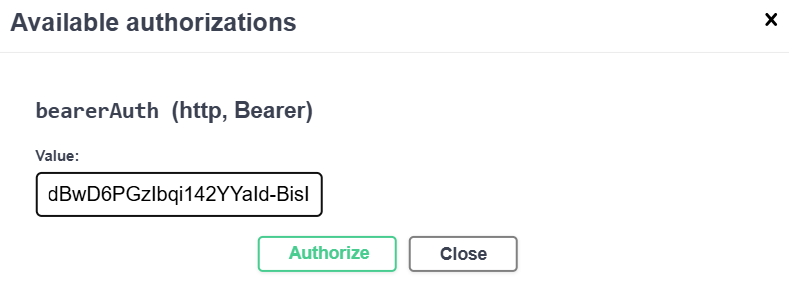 Available authorizations
×
bearerAuth (http, Bearer)
Value:
dBwD6PGzIbqi142YYaId-BisI
Authorize
Close